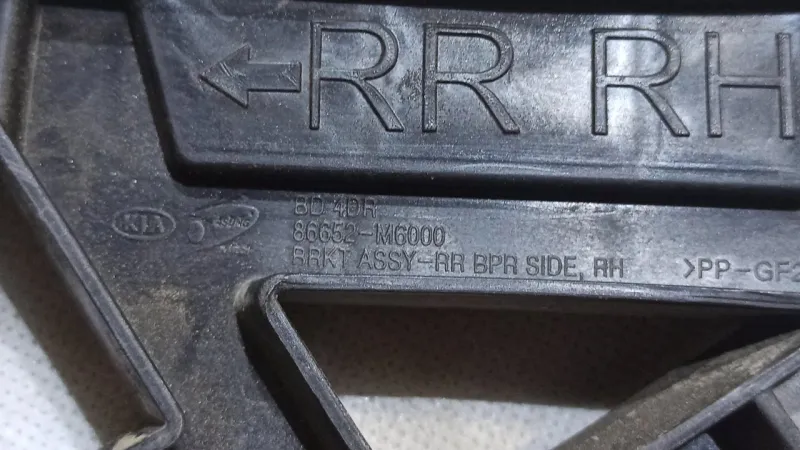 ← RR RH
BD 4DR
KIA
86652-M6000
BRKT ASSY-RR BPR SIDE, RH
>PP-GF2